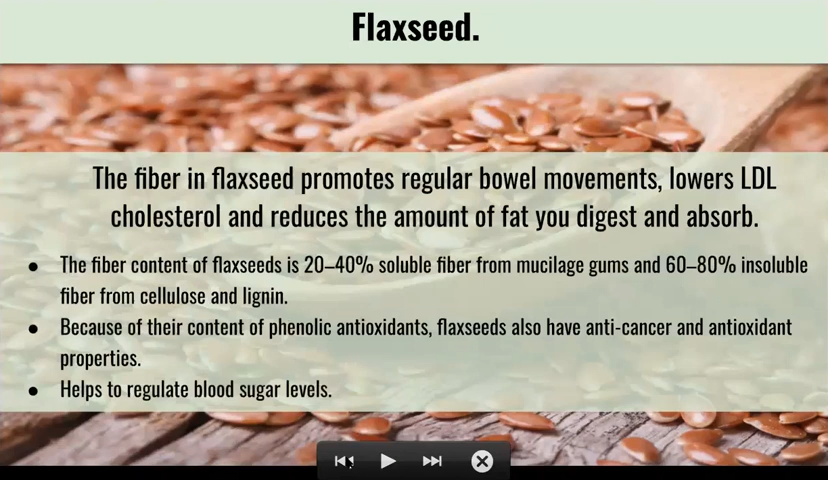 Flaxseed.
The fiber in flaxseed promotes regular bowel movements, lowers LDL
cholesterol and reduces the amount of fat you digest and absorb.
● The fiber content of flaxseeds is 20–40% soluble fiber from mucilage gums and 60–80% insoluble
fiber from cellulose and lignin.
● Because of their content of phenolic antioxidants, flaxseeds also have anti-cancer and antioxidant
properties.
● Helps to regulate blood sugar levels.